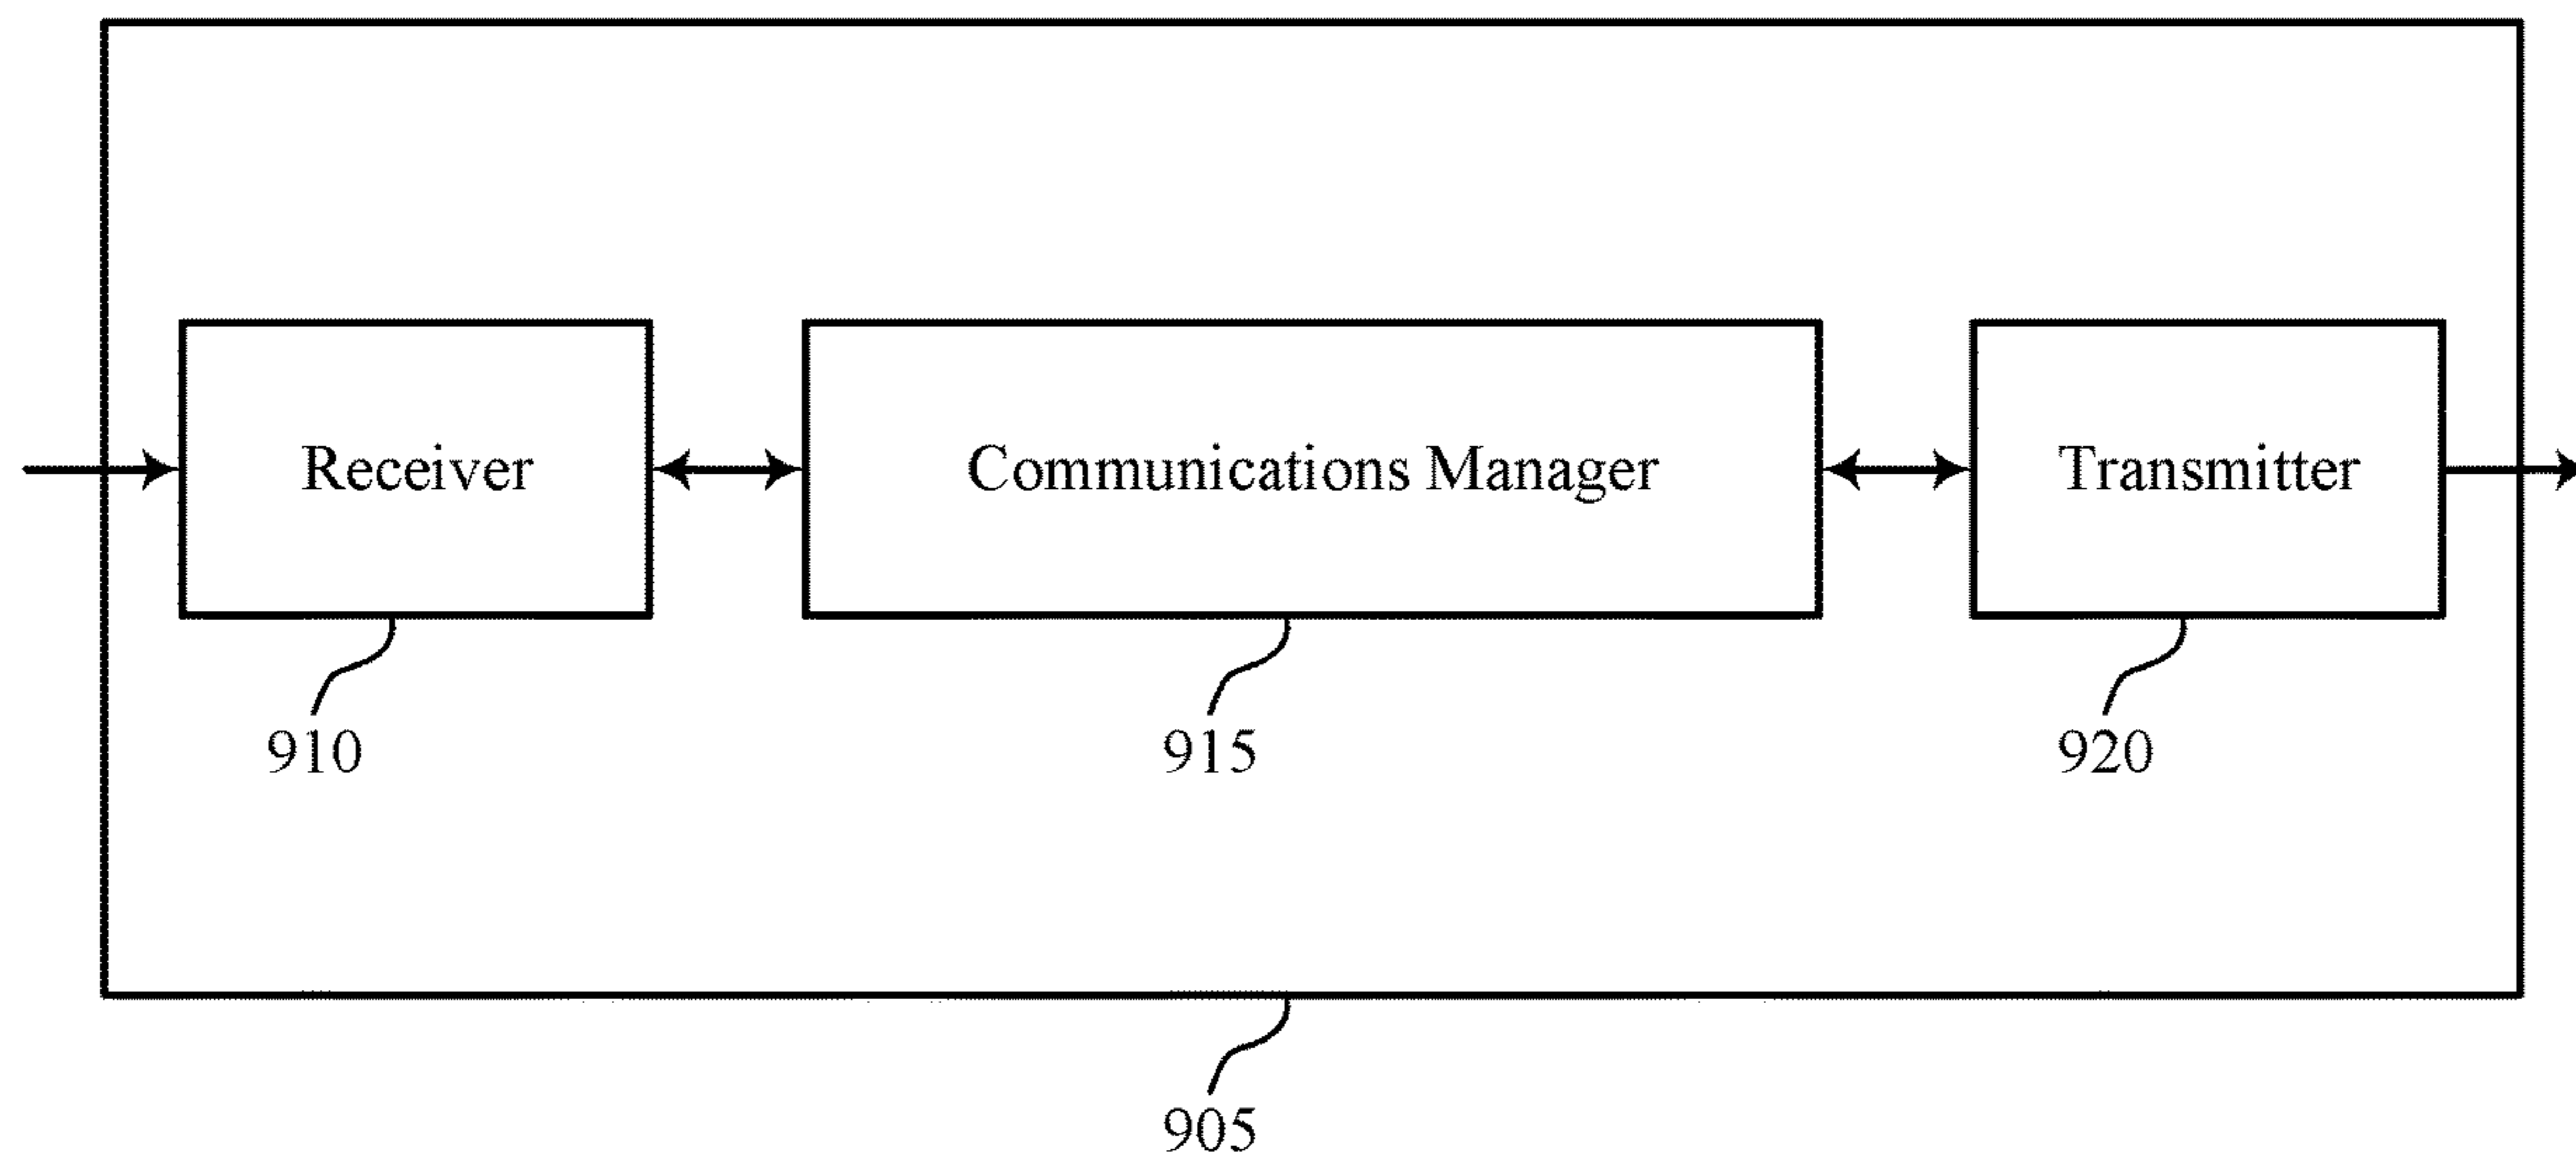 Receiver
Communications Manager
Transmitter
910
915
920
905